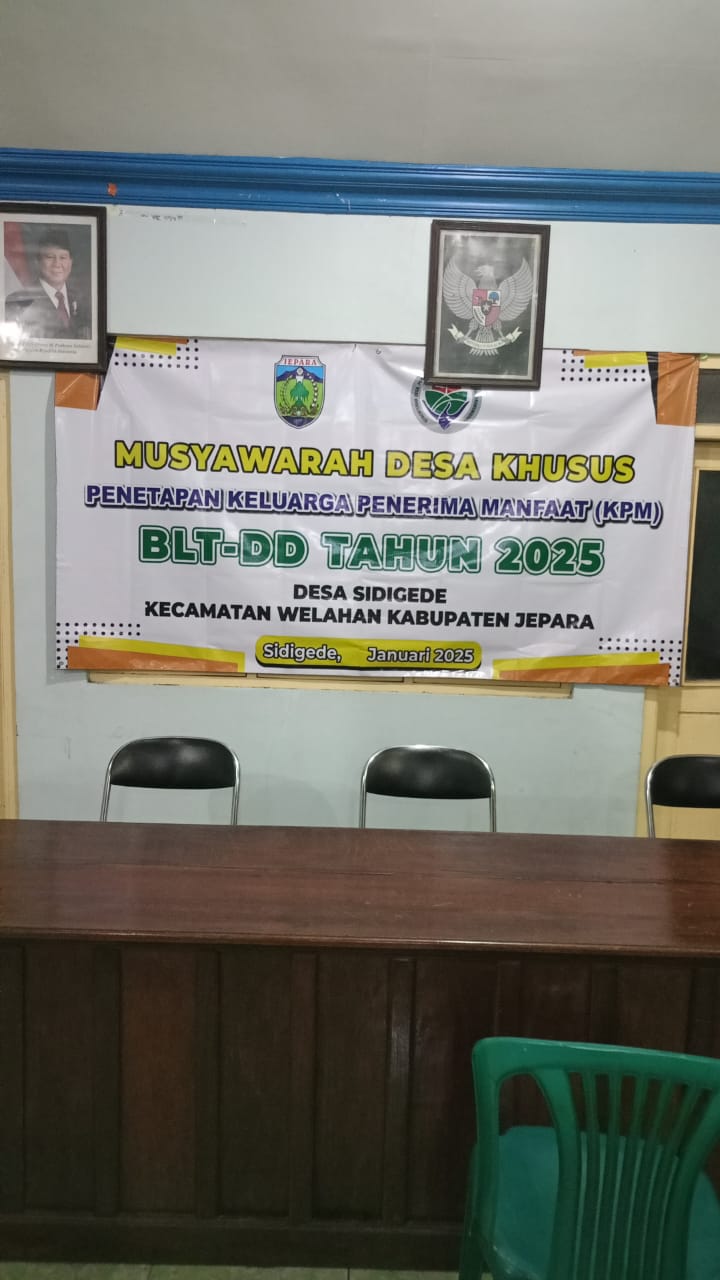 JEPARA
MUSYAWARAH DESA KHUSUS
PENETAPAN KELUARGA PENERIMA MANFAAT (KPM)
BLT-DD TAHUN 2025
DESA SIDIGEDE
KECAMATAN WELAHAN KABUPATEN JEPARA
Sidigede, Januari 2025